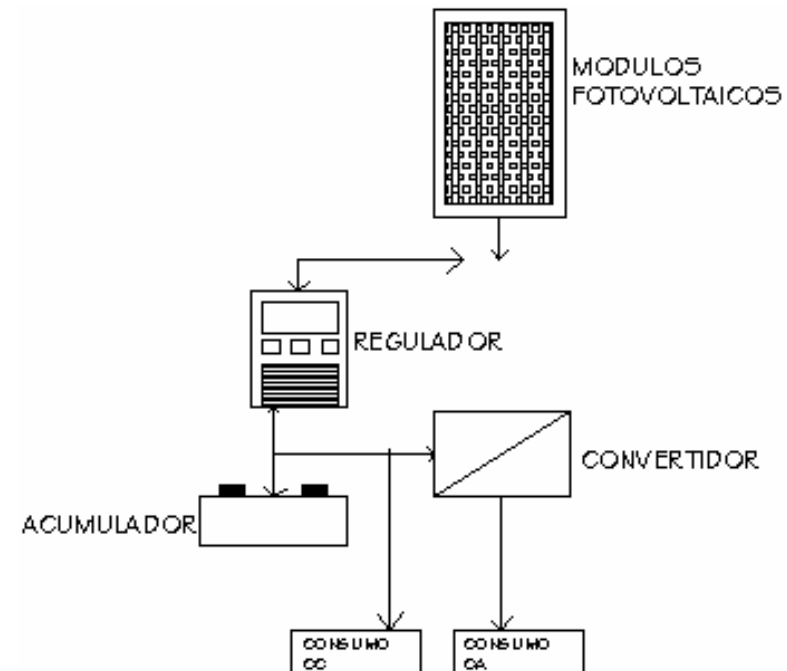 MODULOS
FOTOVOLTAICOS
REGULADOR
CONVERTIDOR
ACUMULADOR
CONSUMO
CC
CONSUMO
CA